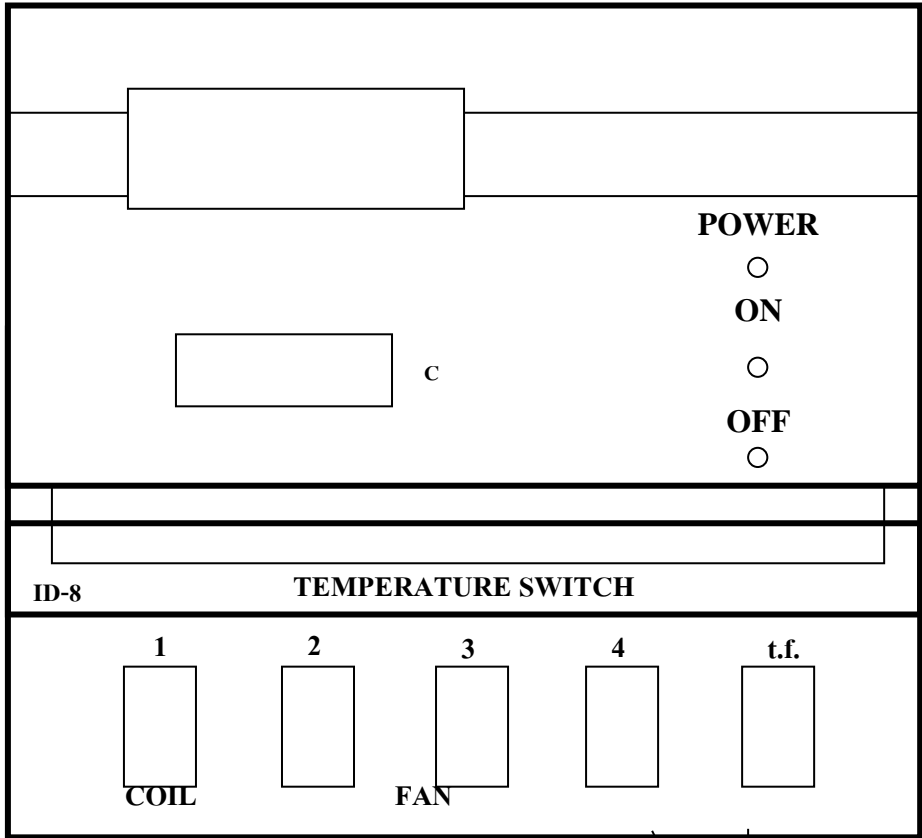 POWER
ON
C
OFF
ID-8 TEMPERATURE SWITCH
1 2 3 4 t.f.
COIL FAN